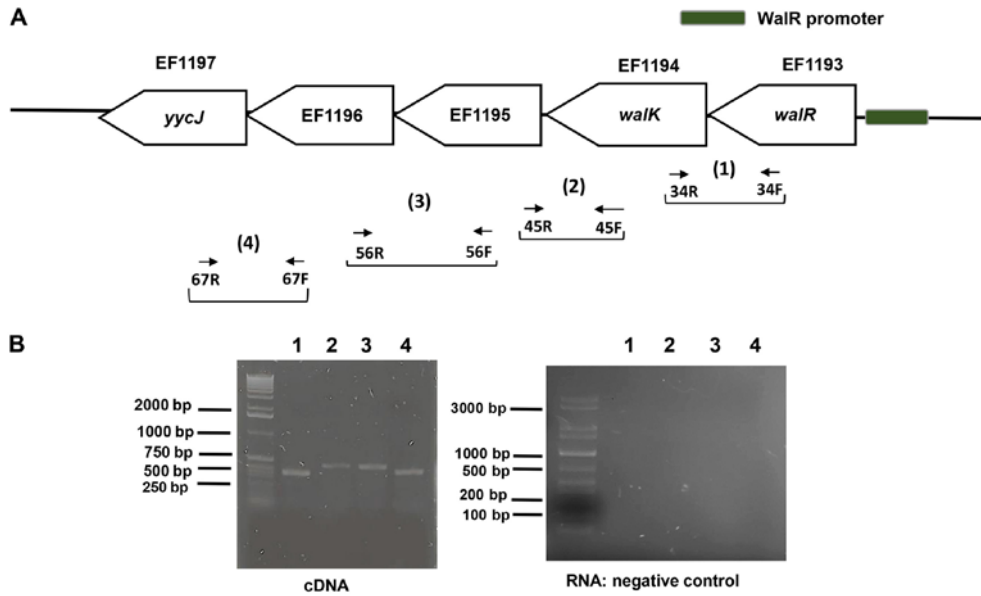 A
WalR promoter
EF1197
EF1194
EF1193
yycJ
EF1196
EF1195
walK
walR
(1)
34R
34F
(2)
45R
45F
(3)
56R
56F
(4)
67R
67F
B
1 2 3 4
2000 bp
1000 bp
750 bp
500 bp
250 bp
cDNA
1 2 3 4
3000 bp
1000 bp
500 bp
200 bp
100 bp
RNA: negative control